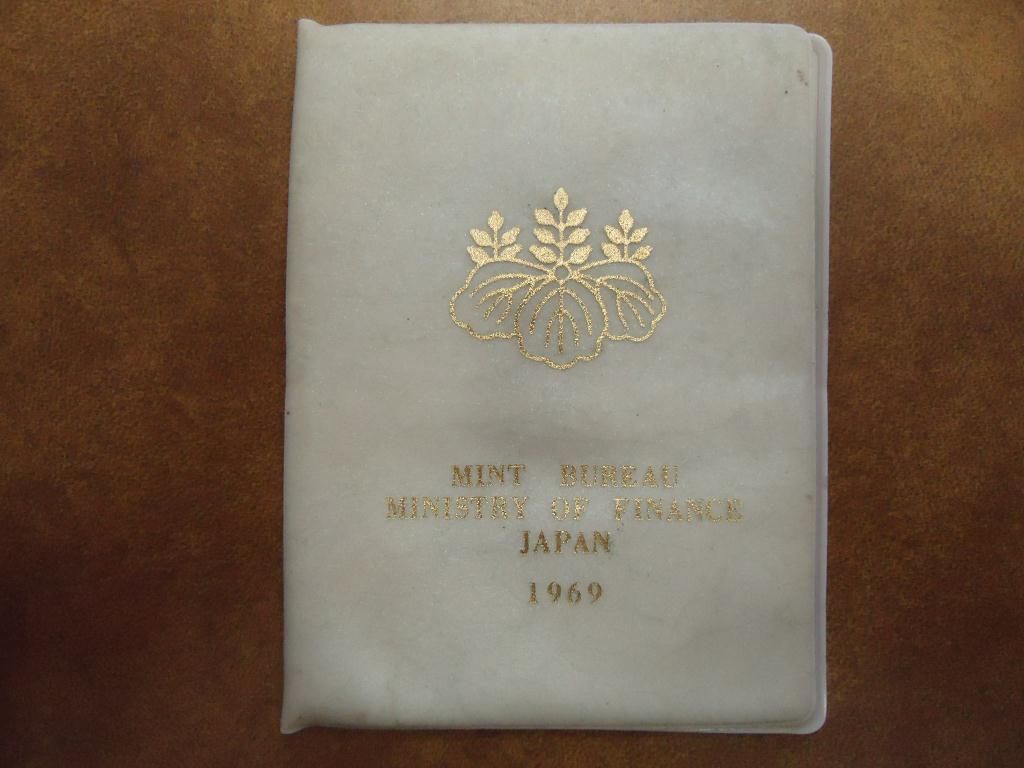 MINT BUREAU
MINISTRY OF FINANCE
JAPAN
1969